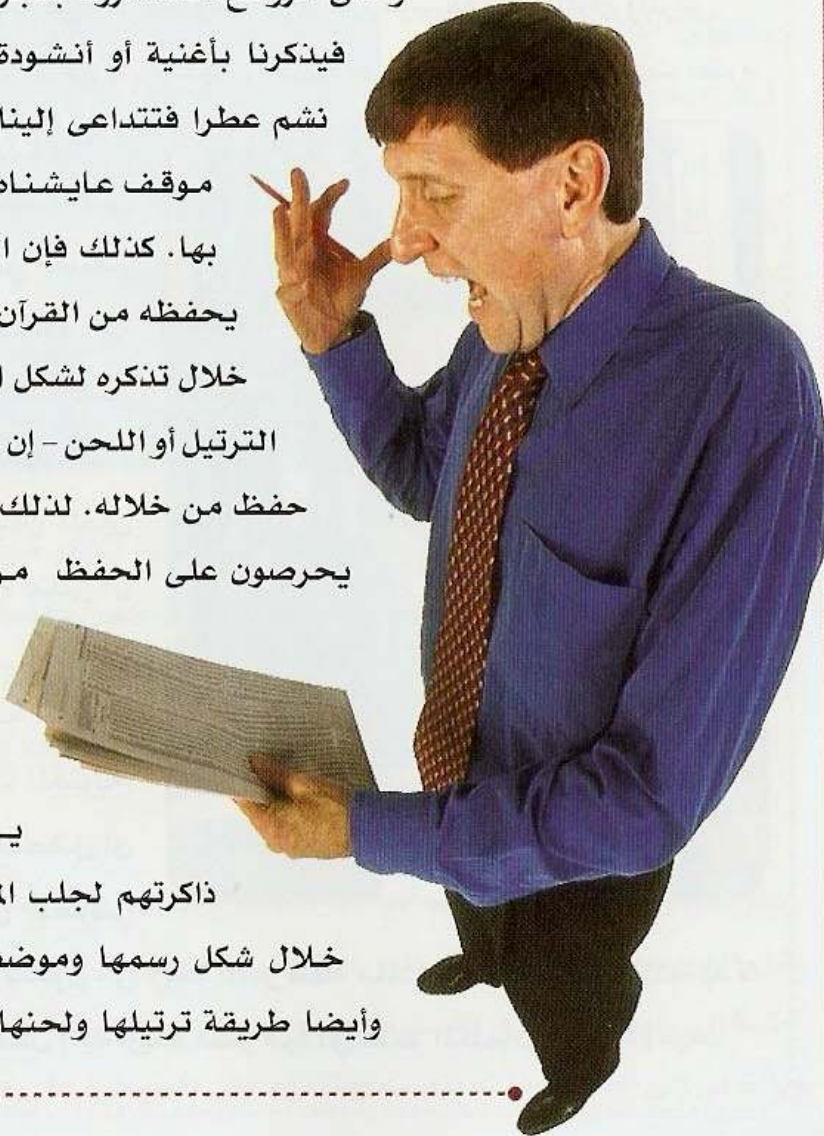 فيذكرنا بأغنية أو أنشودة
نشم عطرا فتتداعى إلينا
موقف عايشناه
بها. كذلك فإن
يحفظه من القرآن
خلال تذكره لشكل
الترتيل أو اللحن – إن
حفظ من خلاله. لذلك
يحرصون على الحفظ
ذاكرتهم لجلب
خلال شكل رسمها
وأيضا طريقة ترتيلها ولحنها